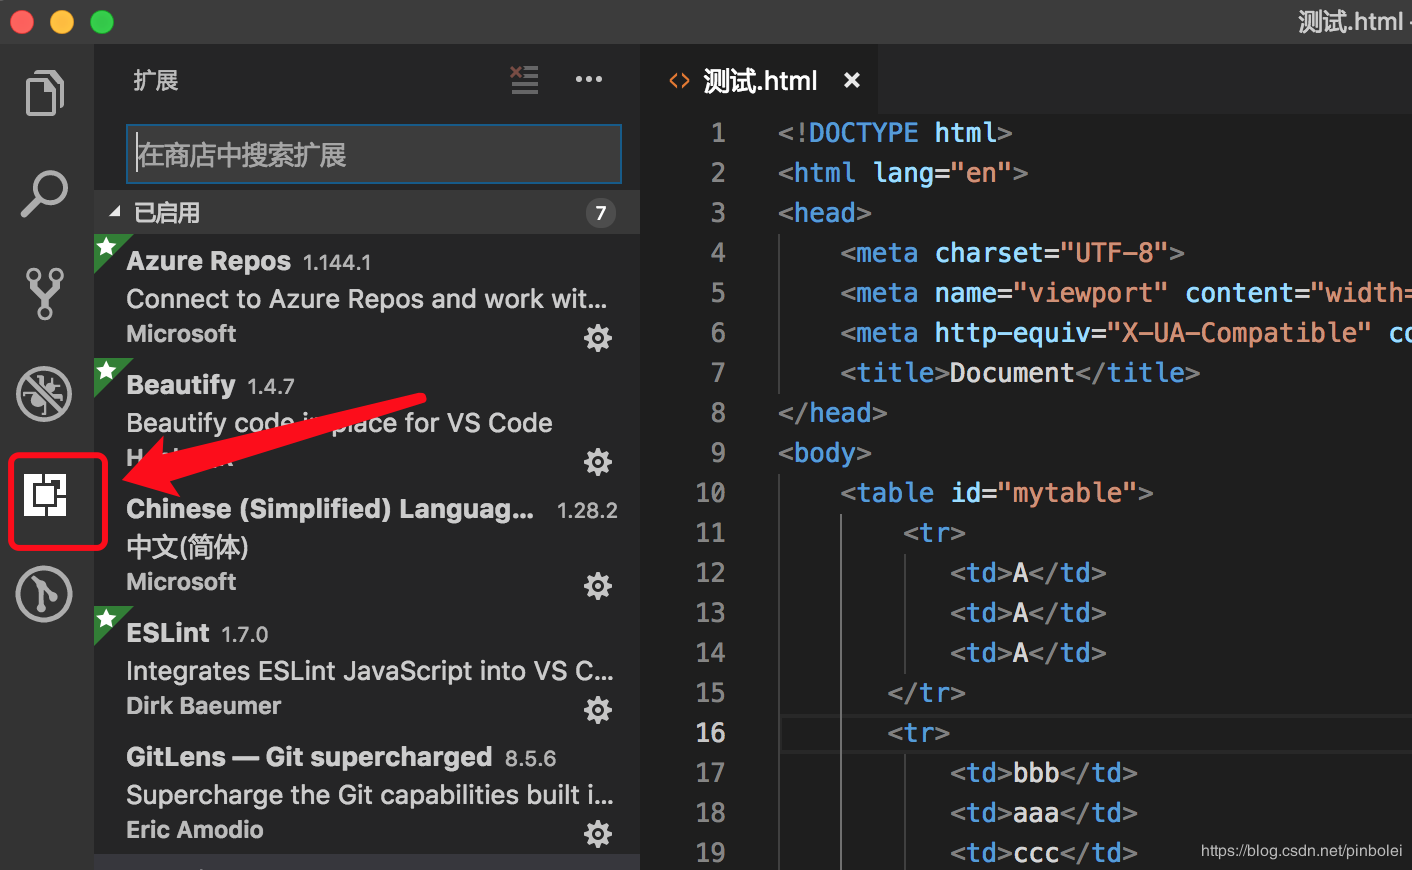 测试.html
扩展
在商店中搜索扩展
已启用 7
Azure Repos 1.144.1
Connect to Azure Repos and work wit...
Microsoft
Beautify 1.4.7
Beautify code in place for VS Code
Chinese (Simplified) Languag... 1.28.2
中文(简体)
Microsoft
ESLint 1.7.0
Integrates ESLint JavaScript into VS C...
Dirk Baeumer
GitLens — Git supercharged 8.5.6
Supercharge the Git capabilities built i...
Eric Amodio
测试.html
1 <!DOCTYPE html>
2 <html lang="en">
3 <head>
4 <meta charset="UTF-8">
5 <meta name="viewport" content="width=
6 <meta http-equiv="X-UA-Compatible" co
7 <title>Document</title>
8 </head>
9 <body>
10 <table id="mytable">
11 <tr>
12 <td>A</td>
13 <td>A</td>
14 <td>A</td>
15 </tr>
16 <tr>
17 <td>bbb</td>
18 <td>aaa</td>
19 <td>ccc</td>
https://blog.csdn.net/pinbolei